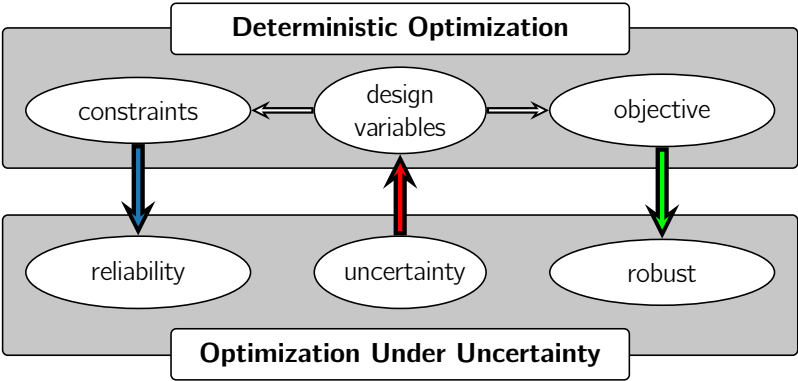 Deterministic Optimization
constraints
design
variables
objective
reliability
uncertainty
robust
Optimization Under Uncertainty